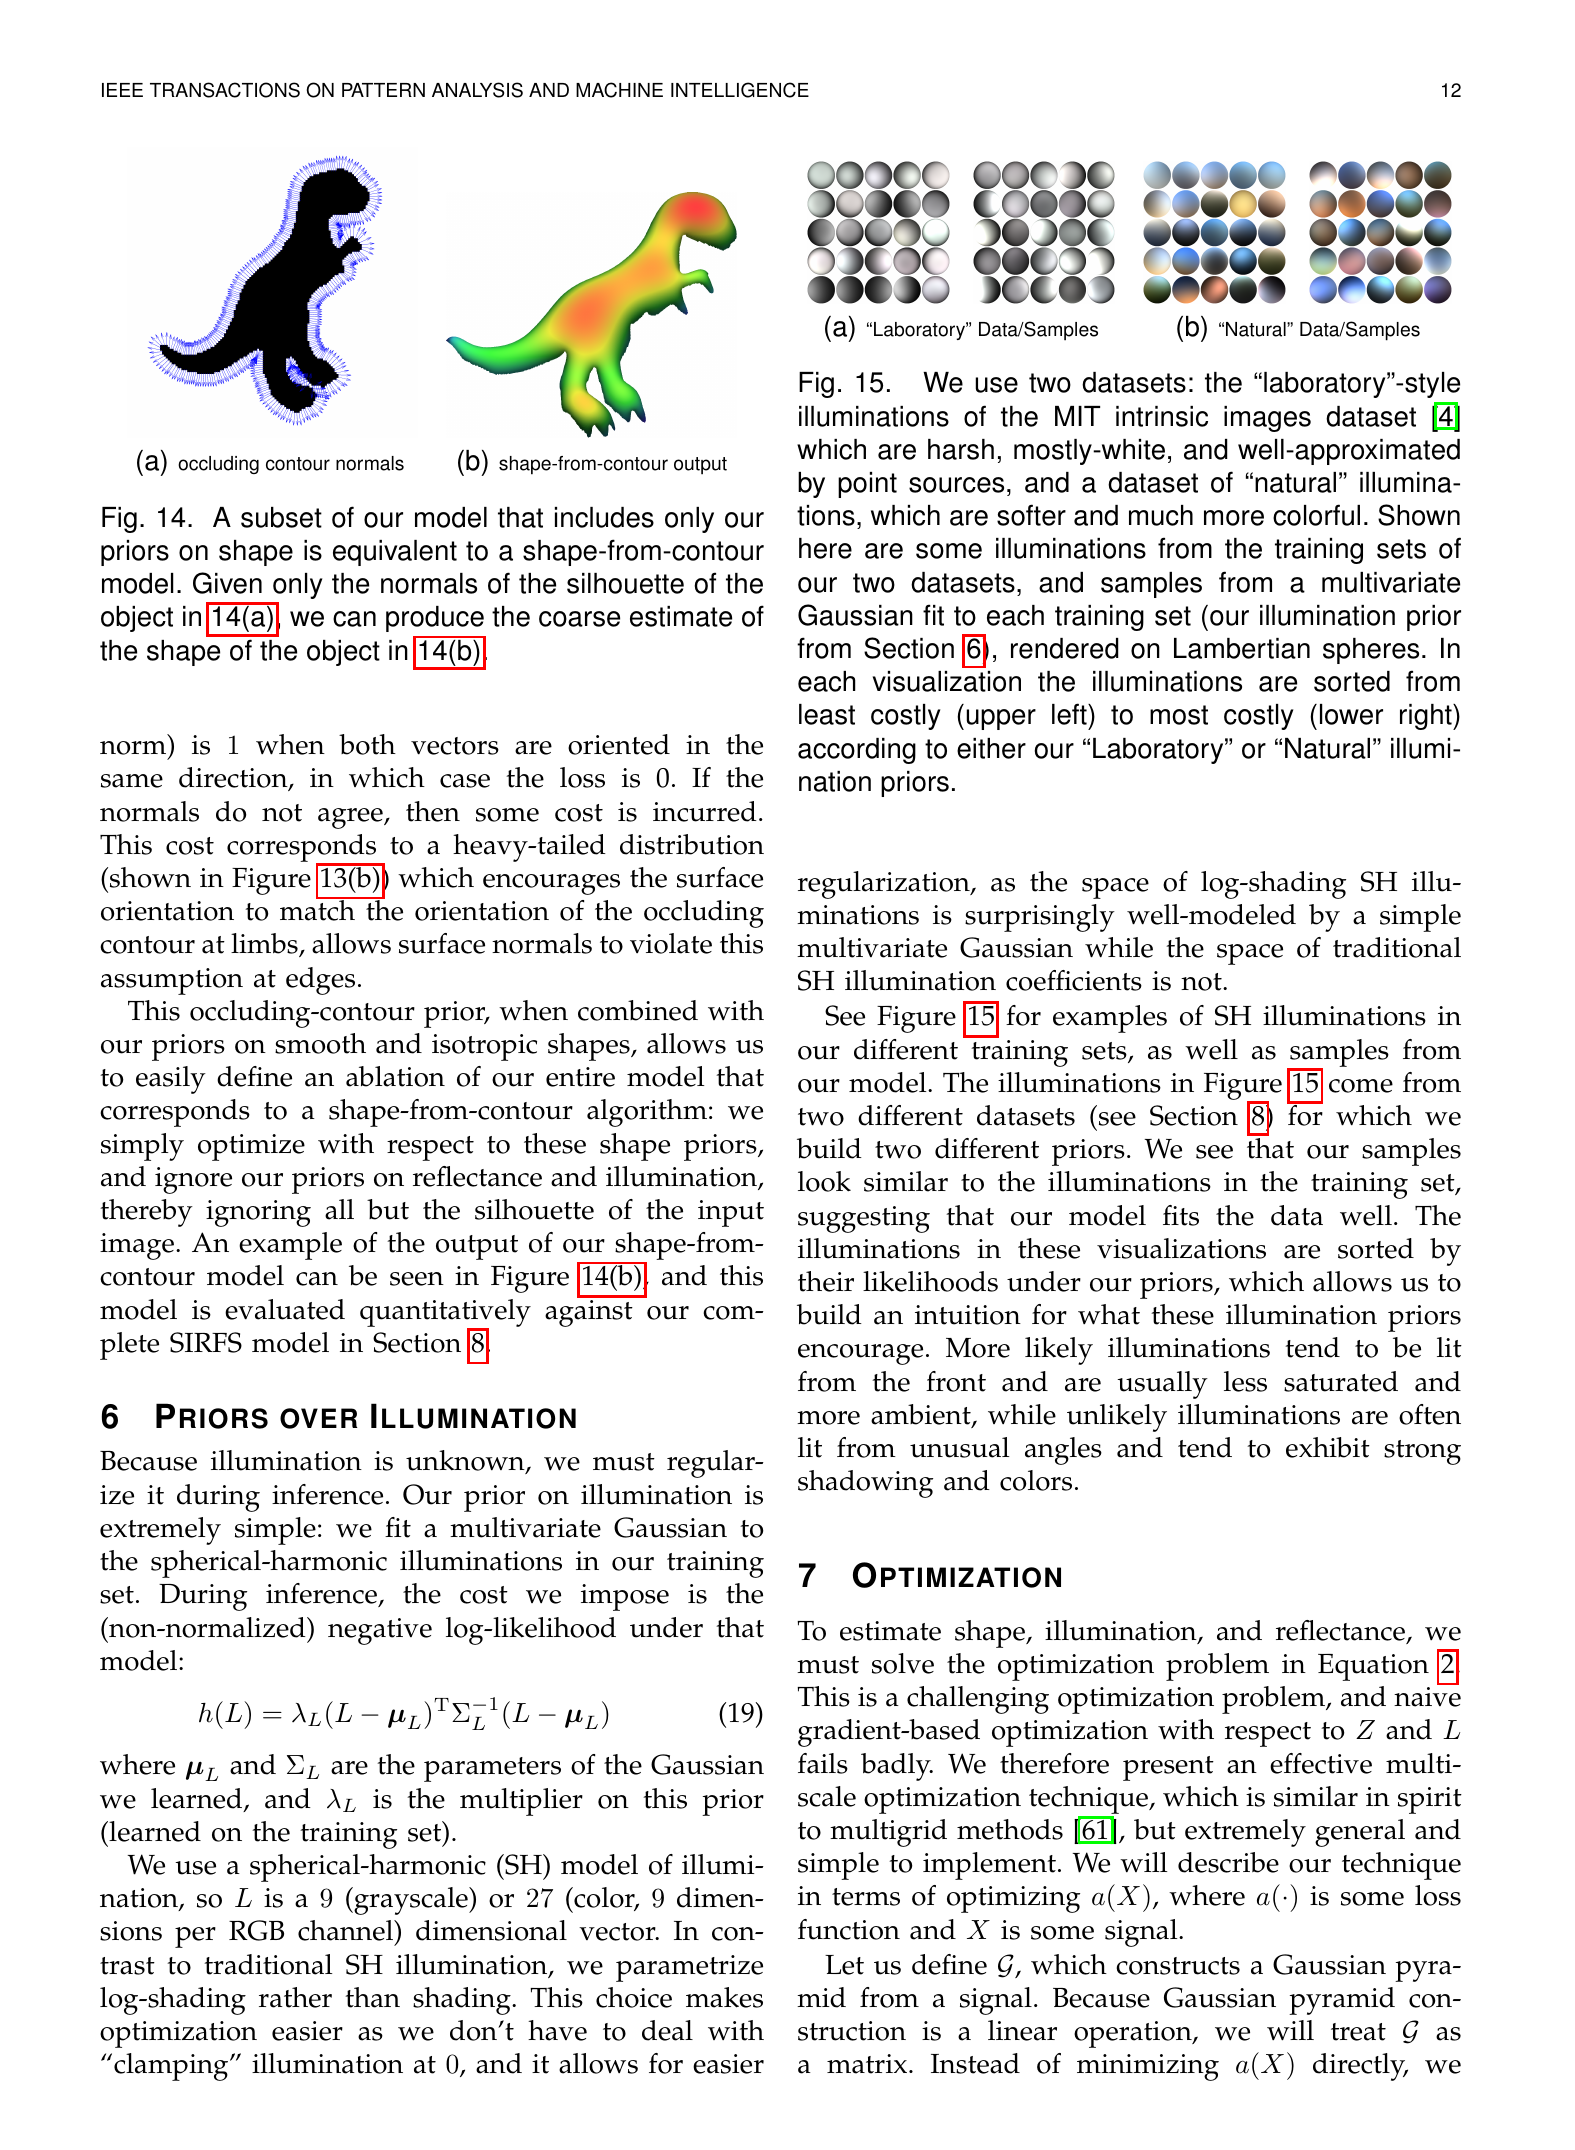 IEEE TRANSACTIONS ON PATTERN ANALYSIS AND MACHINE INTELLIGENCE 12
(a) occluding contour normals (b) shape-from-contour output
Fig. 14. A subset of our model that includes only our
priors on shape is equivalent to a shape-from-contour
model. Given only the normals of the silhouette of the
object in 14(a), we can produce the coarse estimate of
the shape of the object in 14(b).
norm) is 1 when both vectors are oriented in the
same direction, in which case the loss is 0. If the
normals do not agree, then some cost is incurred.
This cost corresponds to a heavy-tailed distribution
(shown in Figure 13(b)) which encourages the surface
orientation to match the orientation of the occluding
contour at limbs, allows surface normals to violate this
assumption at edges.
This occluding-contour prior, when combined with
our priors on smooth and isotropic shapes, allows us
to easily define an ablation of our entire model that
corresponds to a shape-from-contour algorithm: we
simply optimize with respect to these shape priors,
and ignore our priors on reflectance and illumination,
thereby ignoring all but the silhouette of the input
image. An example of the output of our shape-from-
contour model can be seen in Figure 14(b), and this
model is evaluated quantitatively against our com-
plete SIRFS model in Section 8.
6 PRIORS OVER ILLUMINATION
Because illumination is unknown, we must regular-
ize it during inference. Our prior on illumination is
extremely simple: we fit a multivariate Gaussian to
the spherical-harmonic illuminations in our training
set. During inference, the cost we impose is the
(non-normalized) negative log-likelihood under that
model:
h(L) = λ_L(L − μ_L)^T Σ_L^{−1}(L − μ_L) (19)
where μ_L and Σ_L are the parameters of the Gaussian
we learned, and λ_L is the multiplier on this prior
(learned on the training set).
We use a spherical-harmonic (SH) model of illumi-
nation, so L is a 9 (grayscale) or 27 (color, 9 dimen-
sions per RGB channel) dimensional vector. In con-
trast to traditional SH illumination, we parametrize
log-shading rather than shading. This choice makes
optimization easier as we don't have to deal with
“clamping” illumination at 0, and it allows for easier
(a) “Laboratory” Data/Samples (b) “Natural” Data/Samples
Fig. 15. We use two datasets: the “laboratory”-style
illuminations of the MIT intrinsic images dataset [4]
which are harsh, mostly-white, and well-approximated
by point sources, and a dataset of “natural” illumina-
tions, which are softer and much more colorful. Shown
here are some illuminations from the training sets of
our two datasets, and samples from a multivariate
Gaussian fit to each training set (our illumination prior
from Section 6), rendered on Lambertian spheres. In
each visualization the illuminations are sorted from
least costly (upper left) to most costly (lower right)
according to either our “Laboratory” or “Natural” illumi-
nation priors.
regularization, as the space of log-shading SH illu-
minations is surprisingly well-modeled by a simple
multivariate Gaussian while the space of traditional
SH illumination coefficients is not.
See Figure 15 for examples of SH illuminations in
our different training sets, as well as samples from
our model. The illuminations in Figure 15 come from
two different datasets (see Section 8) for which we
build two different priors. We see that our samples
look similar to the illuminations in the training set,
suggesting that our model fits the data well. The
illuminations in these visualizations are sorted by
their likelihoods under our priors, which allows us to
build an intuition for what these illumination priors
encourage. More likely illuminations tend to be lit
from the front and are usually less saturated and
more ambient, while unlikely illuminations are often
lit from unusual angles and tend to exhibit strong
shadowing and colors.
7 OPTIMIZATION
To estimate shape, illumination, and reflectance, we
must solve the optimization problem in Equation 2.
This is a challenging optimization problem, and naive
gradient-based optimization with respect to Z and L
fails badly. We therefore present an effective multi-
scale optimization technique, which is similar in spirit
to multigrid methods [61], but extremely general and
simple to implement. We will describe our technique
in terms of optimizing a(X), where a(·) is some loss
function and X is some signal.
Let us define 𝒢, which constructs a Gaussian pyra-
mid from a signal. Because Gaussian pyramid con-
struction is a linear operation, we will treat 𝒢 as
a matrix. Instead of minimizing a(X) directly, we